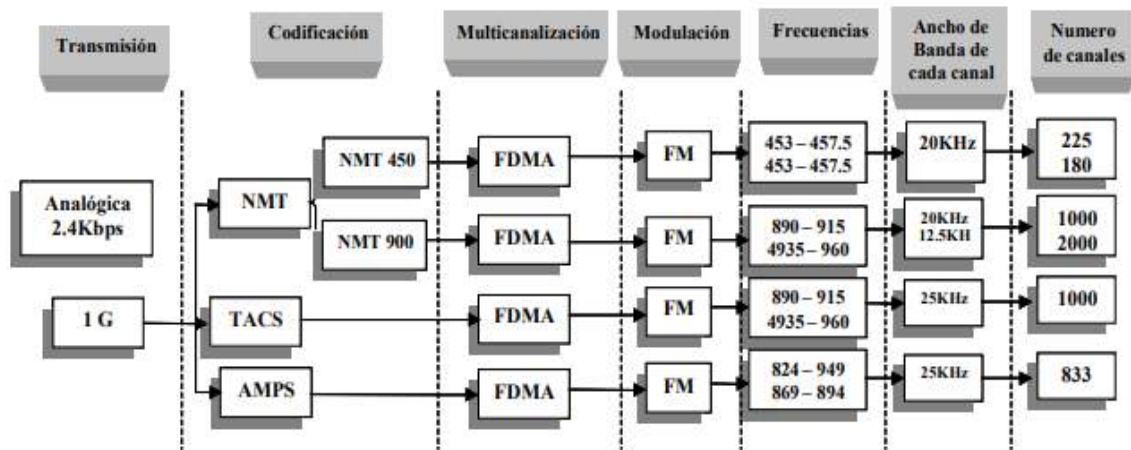 Transmisión
Codificación
Multicanalización
Modulación
Frecuencias
Ancho de
Banda de
cada canal
Numero
de canales
Analógica
2.4Kbps
1 G
NMT
NMT 450
FDMA
FM
453 – 457.5
453 – 457.5
20KHz
225
180
NMT 900
FDMA
FM
890 – 915
4935 – 960
20KHz
12.5KH
1000
2000
TACS
FDMA
FM
890 – 915
4935 – 960
25KHz
1000
AMPS
FDMA
FM
824 – 949
869 – 894
25KHz
833